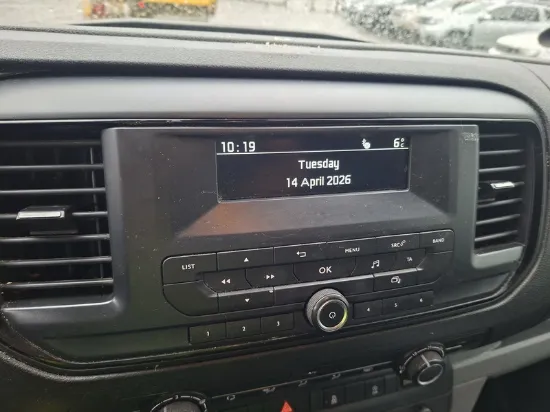 10:19 6°C
Tuesday
14 April 2026
LIST
MENU
SRC
BAND
OK
TA
1 2 3 4 5 6